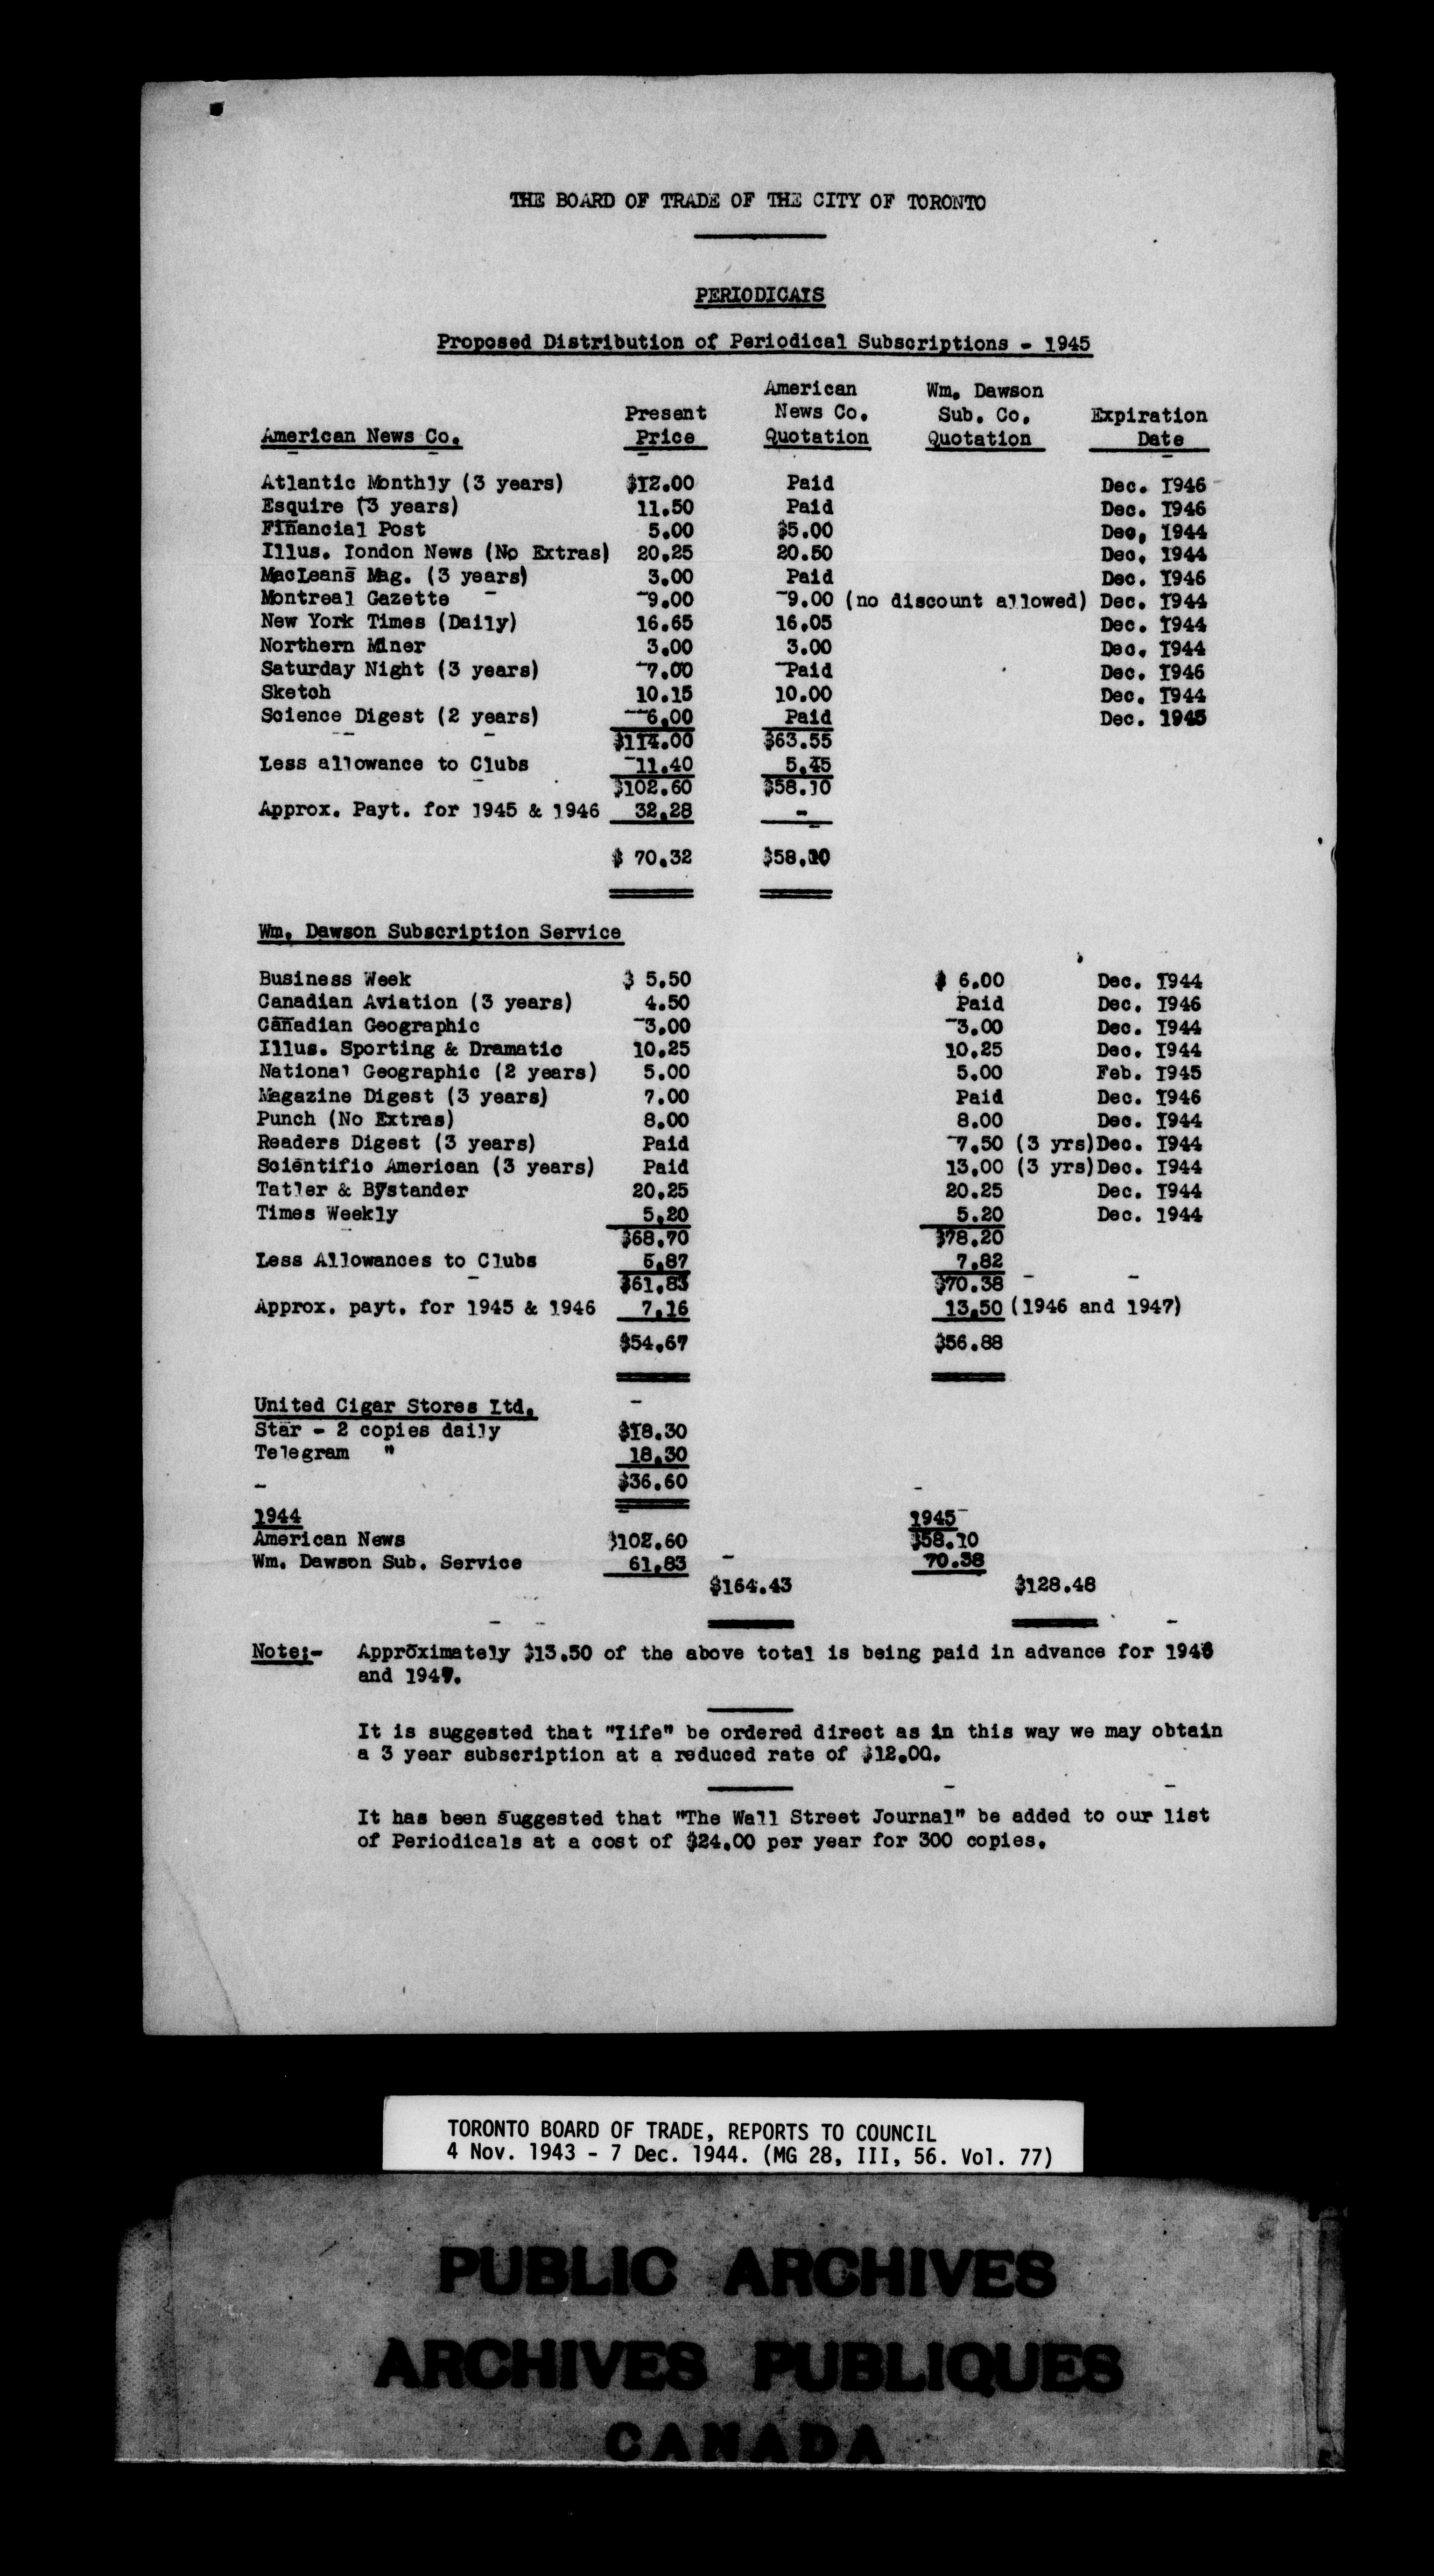 THE BOARD OF TRADE OF THE CITY OF TORONTO
PERIODICALS
Proposed Distribution of Periodical Subscriptions - 1945
American Wm. Dawson
Present News Co. Sub. Co. Expiration
American News Co. Price Quotation Quotation Date
Atlantic Monthly (3 years) $12.00 Paid Dec. 1946
Esquire (3 years) 11.50 Paid Dec. 1946
Financial Post 5.00 $5.00 Dec. 1944
Illus. London News (No Extras) 20.25 20.50 Dec. 1944
MacLeans Mag. (3 years) 3.00 Paid Dec. 1946
Montreal Gazette 9.00 9.00 (no discount allowed) Dec. 1944
New York Times (Daily) 16.65 16.05 Dec. 1944
Northern Miner 3.00 3.00 Dec. 1944
Saturday Night (3 years) 7.00 Paid Dec. 1946
Sketch 10.15 10.00 Dec. 1944
Science Digest (2 years) 6.00 Paid Dec. 1945
$114.00 $63.55
Less allowance to Clubs 11.40 5.45
$102.60 $58.10
Approx. Payt. for 1945 & 1946 32.28 -
$ 70.32 $58.10
Wm. Dawson Subscription Service
Business Week $ 5.50 $ 6.00 Dec. 1944
Canadian Aviation (3 years) 4.50 Paid Dec. 1946
Canadian Geographic 3.00 3.00 Dec. 1944
Illus. Sporting & Dramatic 10.25 10.25 Dec. 1944
National Geographic (2 years) 5.00 5.00 Feb. 1945
Magazine Digest (3 years) 7.00 Paid Dec. 1946
Punch (No Extras) 8.00 8.00 Dec. 1944
Readers Digest (3 years) Paid 7.50 (3 yrs) Dec. 1944
Scientific American (3 years) Paid 13.00 (3 yrs) Dec. 1944
Tatler & Bystander 20.25 20.25 Dec. 1944
Times Weekly 5.20 5.20 Dec. 1944
$68.70 $78.20
Less Allowances to Clubs 6.87 7.82
$61.83 $70.38
Approx. payt. for 1945 & 1946 7.16 13.50 (1946 and 1947)
$54.67 $56.88
United Cigar Stores Ltd.
Star - 2 copies daily $18.30
Telegram " 18.30
$36.60
1944 1945
American News $102.60 $58.10
Wm. Dawson Sub. Service 61.83 70.38
$164.43 $128.48
Note:- Approximately $13.50 of the above total is being paid in advance for 1946
and 1947.
It is suggested that "Life" be ordered direct as in this way we may obtain
a 3 year subscription at a reduced rate of $12.00.
It has been suggested that "The Wall Street Journal" be added to our list
of Periodicals at a cost of $24.00 per year for 300 copies.
TORONTO BOARD OF TRADE, REPORTS TO COUNCIL
4 Nov. 1943 - 7 Dec. 1944. (MG 28, III, 56. Vol. 77)
PUBLIC ARCHIVES
ARCHIVES PUBLIQUES
CANADA